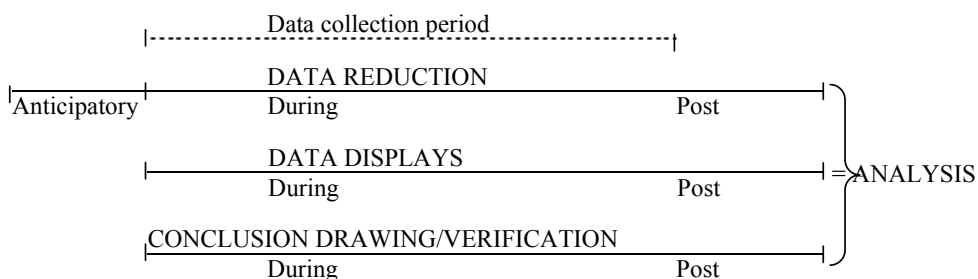 Data collection period
DATA REDUCTION
Anticipatory During Post
DATA DISPLAYS
= ANALYSIS
During Post
CONCLUSION DRAWING/VERIFICATION
During Post